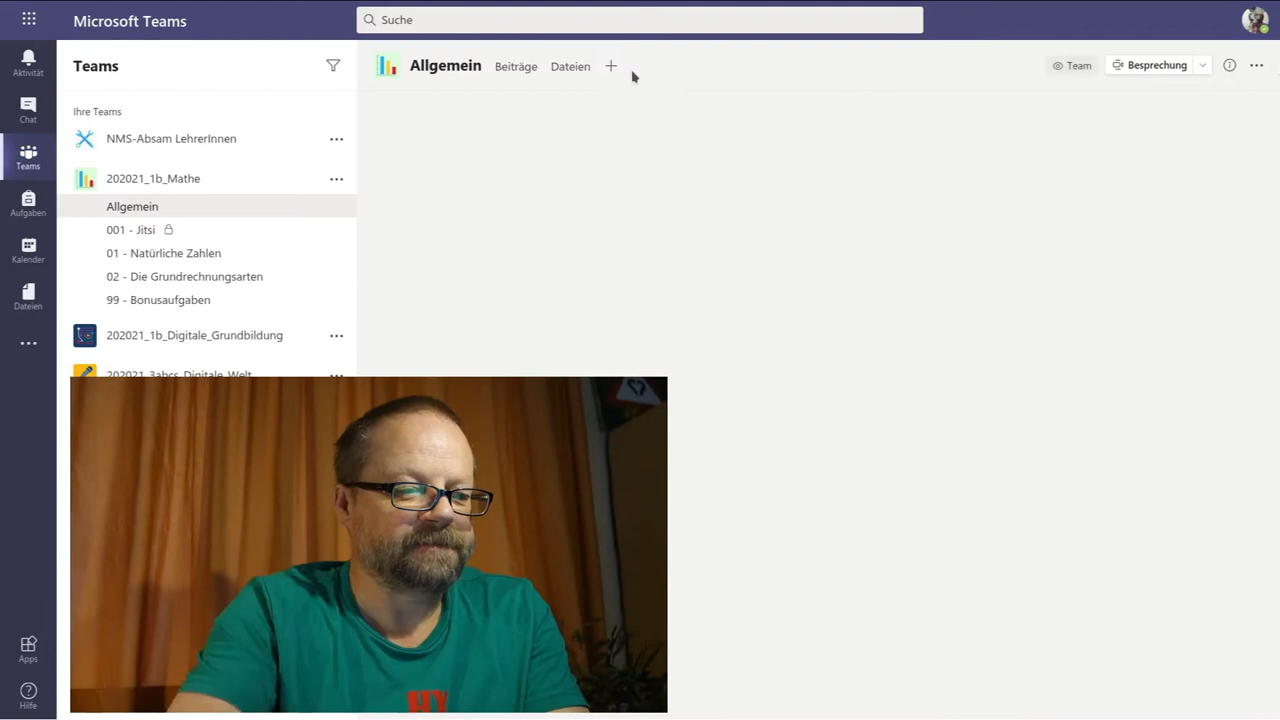 Microsoft Teams
Suche
Aktivität
Chat
Teams
Aufgaben
Kalender
Dateien
Apps
Hilfe
Teams
Ihre Teams
NMS-Absam LehrerInnen
202021_1b_Mathe
Allgemein
001 - Jitsi
01 - Natürliche Zahlen
02 - Die Grundrechnungsarten
99 - Bonusaufgaben
202021_1b_Digitale_Grundbildung
202021_3abcs_Digitale_Welt
Allgemein Beiträge Dateien
Team Besprechung